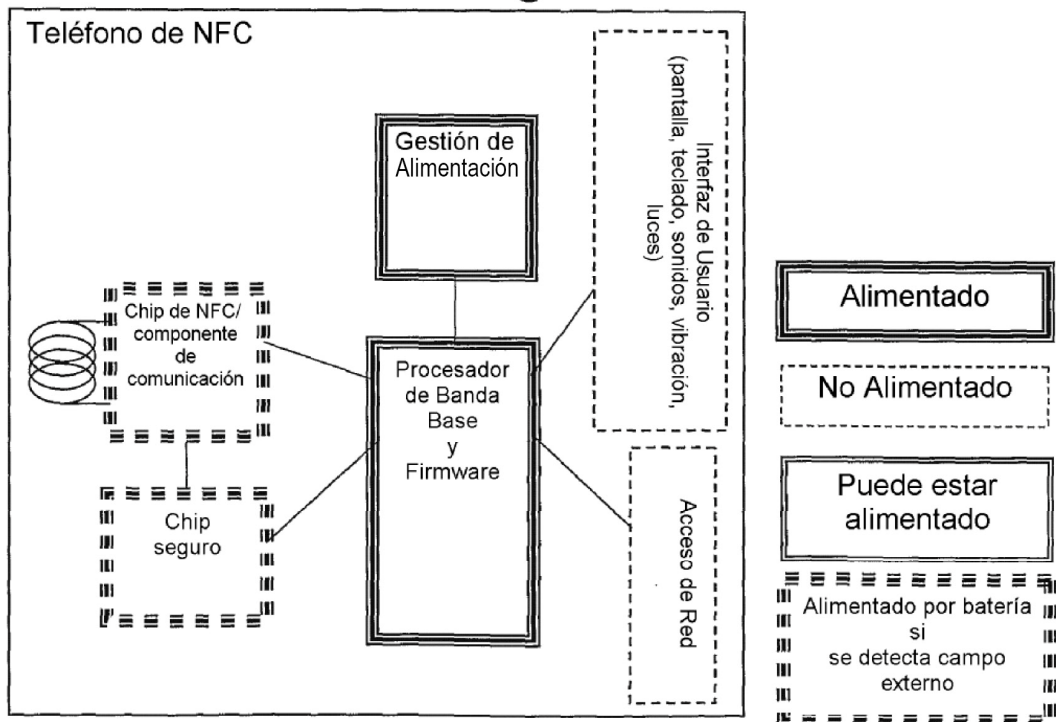 Teléfono de NFC
Gestión de
Alimentación
Interfaz de Usuario
(pantalla, teclado, sonidos, vibración,
luces)
Chip de NFC/
componente
de
comunicación
Procesador
de Banda
Base
y
Firmware
Chip
seguro
Acceso de Red
Alimentado
No Alimentado
Puede estar
alimentado
Alimentado por batería
si
se detecta campo
externo